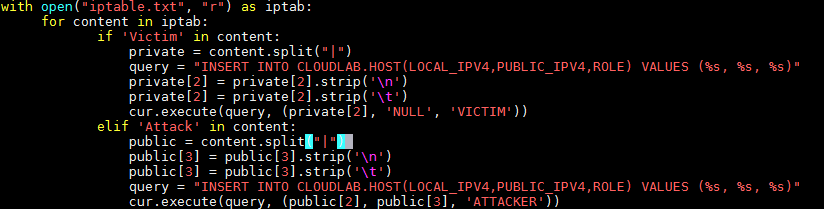 with open("iptable.txt", "r") as iptab:
for content in iptab:
if 'Victim' in content:
private = content.split("|")
query = "INSERT INTO CLOUDLAB.HOST(LOCAL_IPV4,PUBLIC_IPV4,ROLE) VALUES (%s, %s, %s)"
private[2] = private[2].strip('\n')
private[2] = private[2].strip('\t')
cur.execute(query, (private[2], 'NULL', 'VICTIM'))
elif 'Attack' in content:
public = content.split("|")
public[3] = public[3].strip('\n')
public[3] = public[3].strip('\t')
query = "INSERT INTO CLOUDLAB.HOST(LOCAL_IPV4,PUBLIC_IPV4,ROLE) VALUES (%s, %s, %s)"
cur.execute(query, (public[2], public[3], 'ATTACKER'))